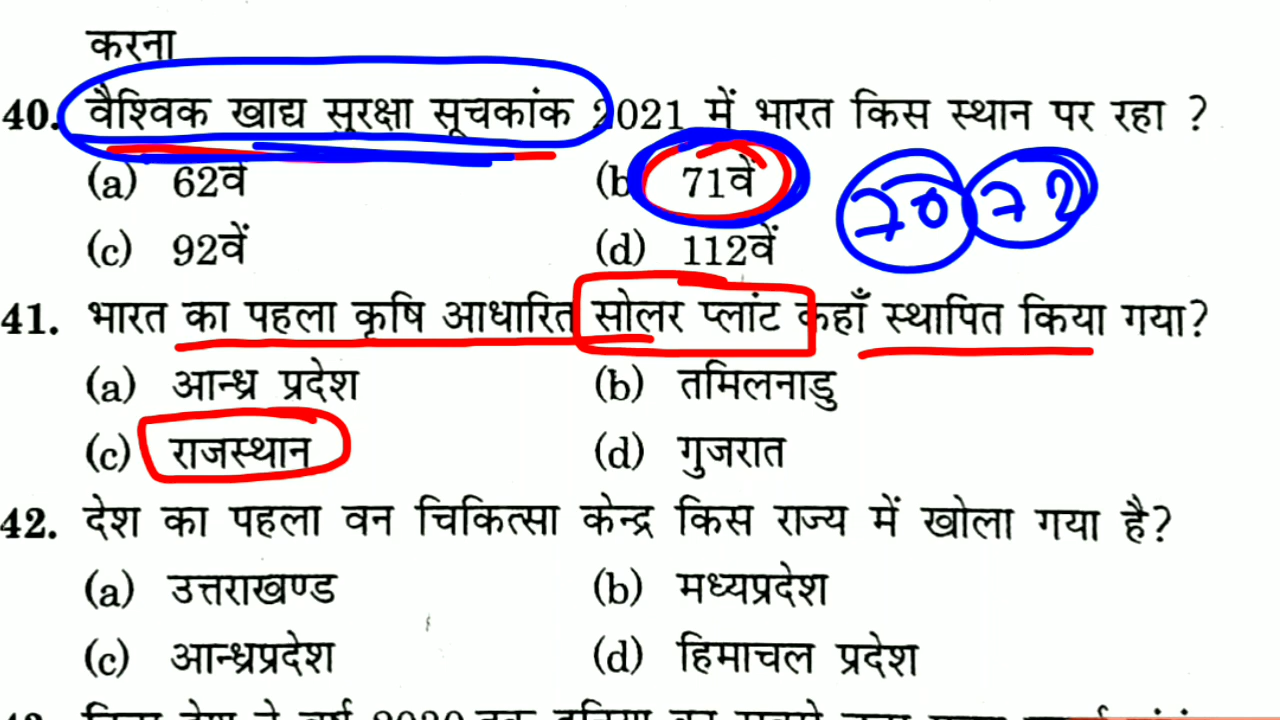 करना
40. वैश्विक खाद्य सुरक्षा सूचकांक 2021 में भारत किस स्थान पर रहा ?
(a) 62वें (b) 71वें 70 72
(c) 92वें (d) 112वें
41. भारत का पहला कृषि आधारित सोलर प्लांट कहाँ स्थापित किया गया?
(a) आन्ध्र प्रदेश (b) तमिलनाडु
(c) राजस्थान (d) गुजरात
42. देश का पहला वन चिकित्सा केन्द्र किस राज्य में खोला गया है?
(a) उत्तराखण्ड (b) मध्यप्रदेश
(c) आन्ध्रप्रदेश (d) हिमाचल प्रदेश